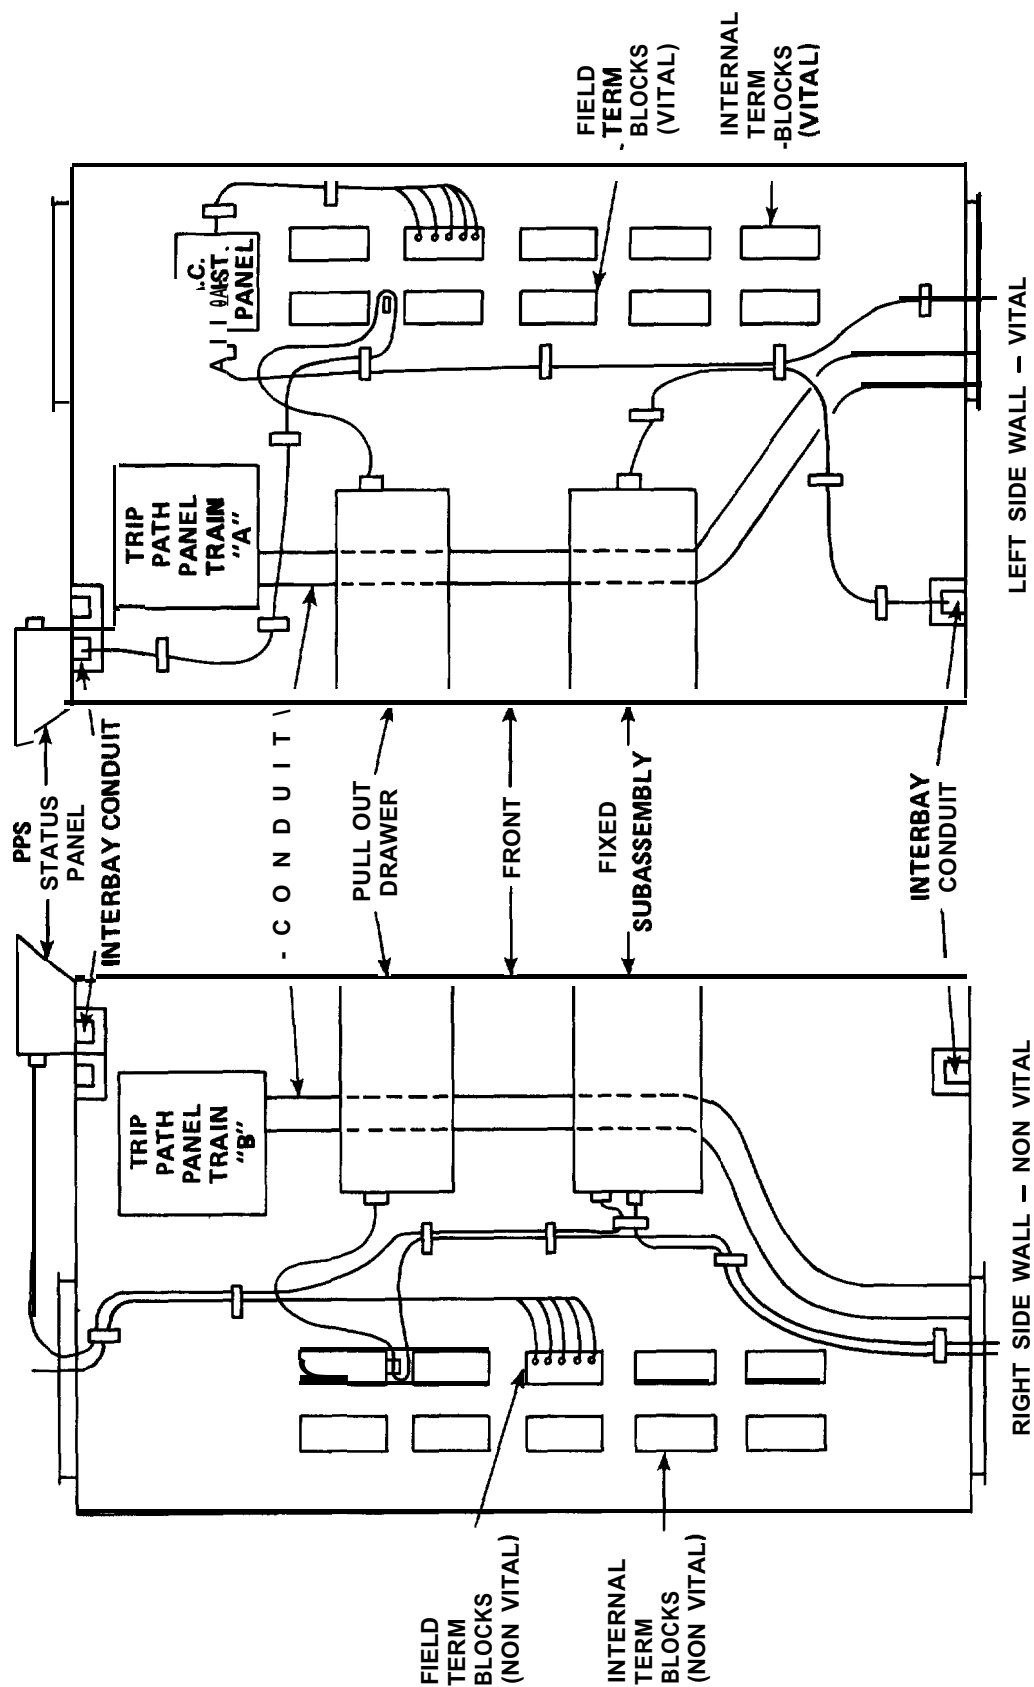 PPS
STATUS
PANEL
INTERBAY CONDUIT
- C O N D U I T
PULL OUT
DRAWER
FRONT
FIXED
SUBASSEMBLY
INTERBAY
CONDUIT
TRIP
PATH
PANEL
TRAIN
"B"
FIELD
TERM
BLOCKS
(NON VITAL)
INTERNAL
TERM
BLOCKS
(NON VITAL)
RIGHT SIDE WALL – NON VITAL
TRIP
PATH
PANEL
TRAIN
"A"
PANEL
FIELD
TERM
BLOCKS
(VITAL)
INTERNAL
TERM
-BLOCKS
(VITAL)
LEFT SIDE WALL – VITAL